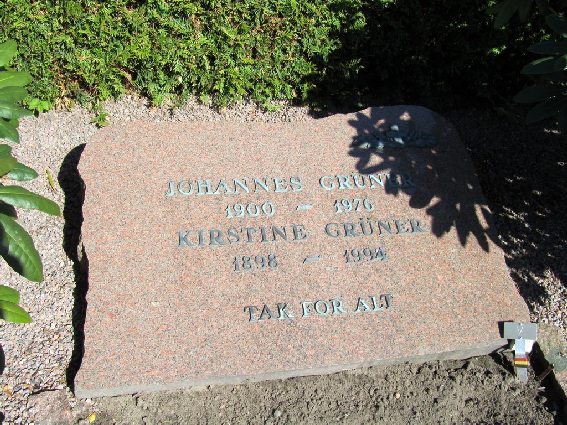 JOHANNES GRÜNER
1900 – 1976
KIRSTINE GRÜNER
1898 – 1994
TAK FOR ALT